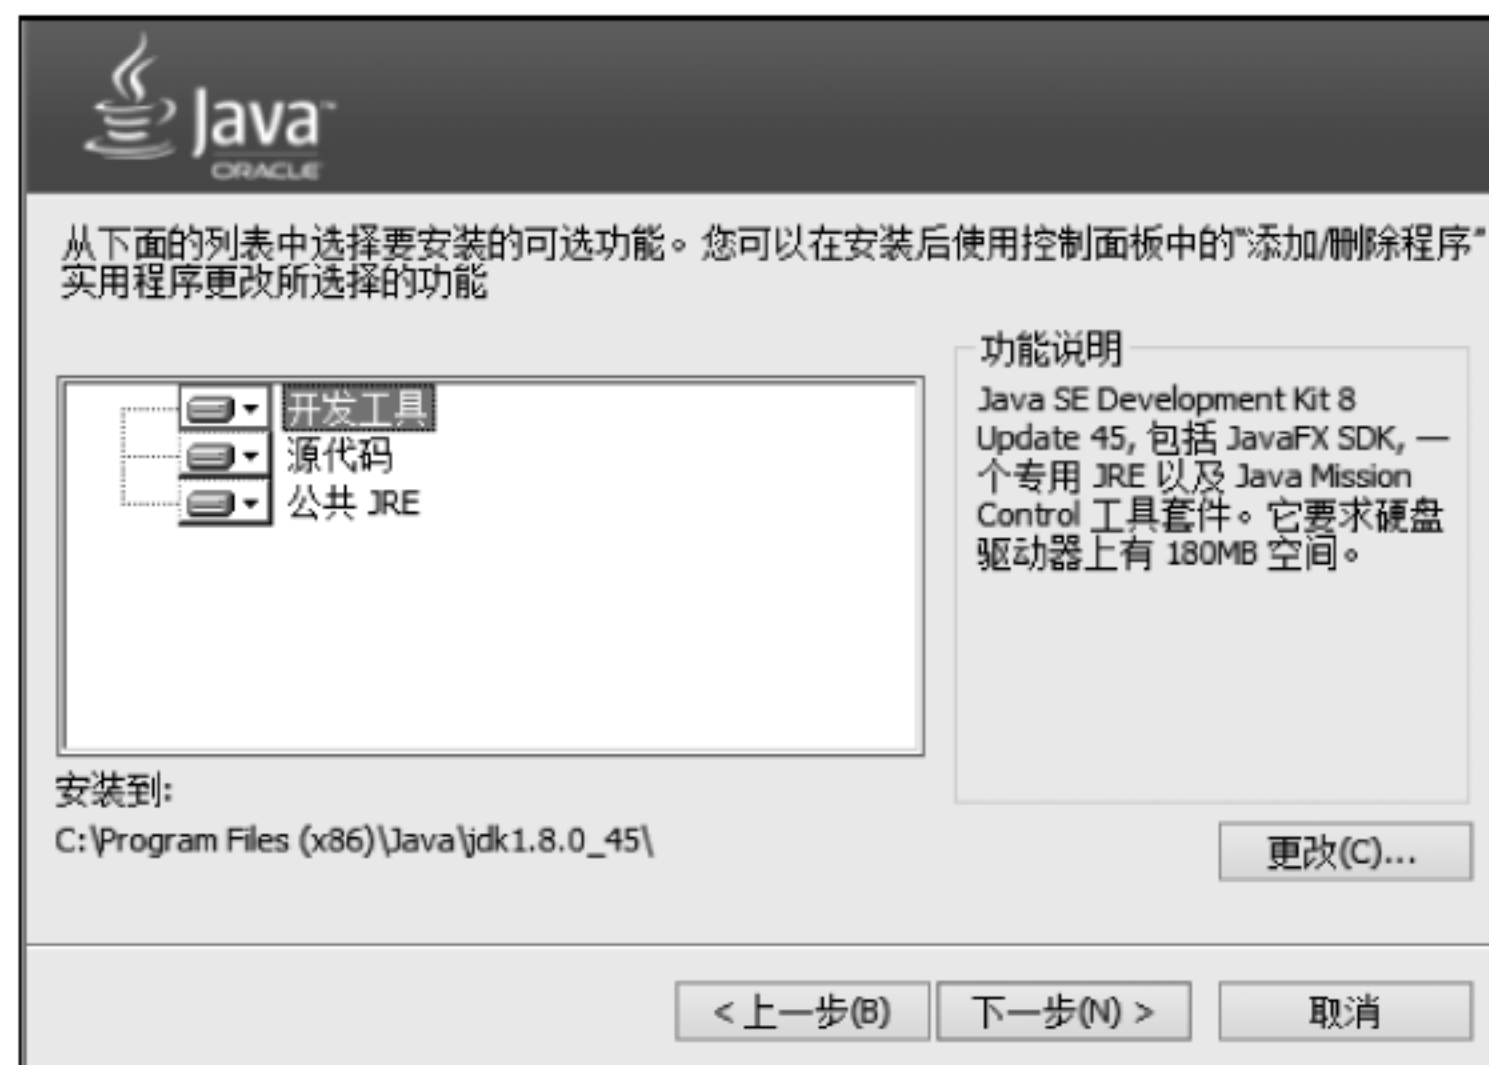 Java™
ORACLE
从下面的列表中选择要安装的可选功能。您可以在安装后使用控制面板中的"添加/删除程序"
实用程序更改所选择的功能
开发工具
源代码
公共 JRE
功能说明
Java SE Development Kit 8
Update 45, 包括 JavaFX SDK, 一
个专用 JRE 以及 Java Mission
Control 工具套件。它要求硬盘
驱动器上有 180MB 空间。
安装到:
C:\Program Files (x86)\Java\jdk1.8.0_45\
更改(C)...
<上一步(B)
下一步(N) >
取消